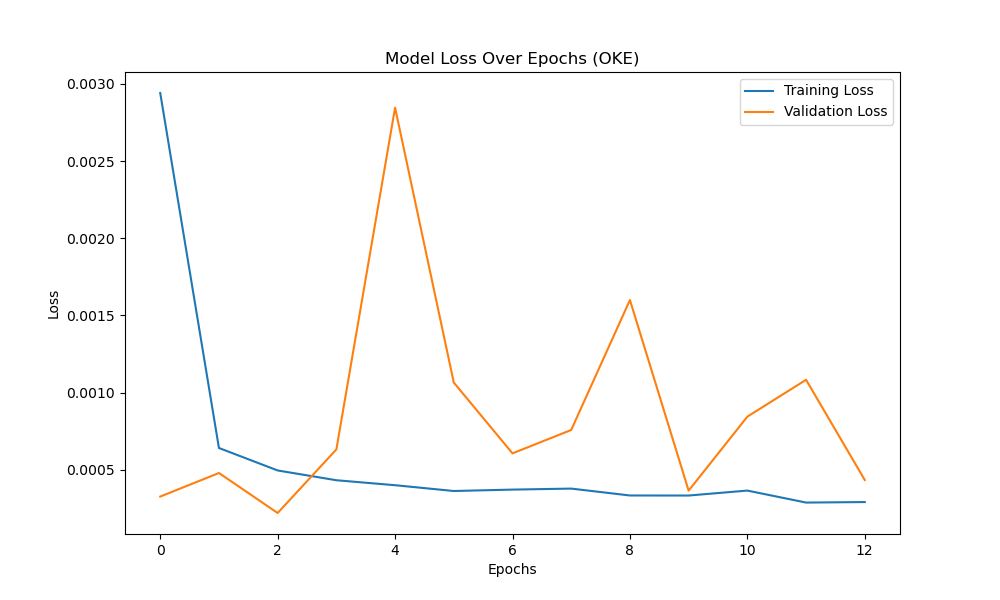 Model Loss Over Epochs (OKE)
Training Loss
Validation Loss
0.0030
0.0025
0.0020
0.0015
0.0010
0.0005
Loss
0 2 4 6 8 10 12
Epochs